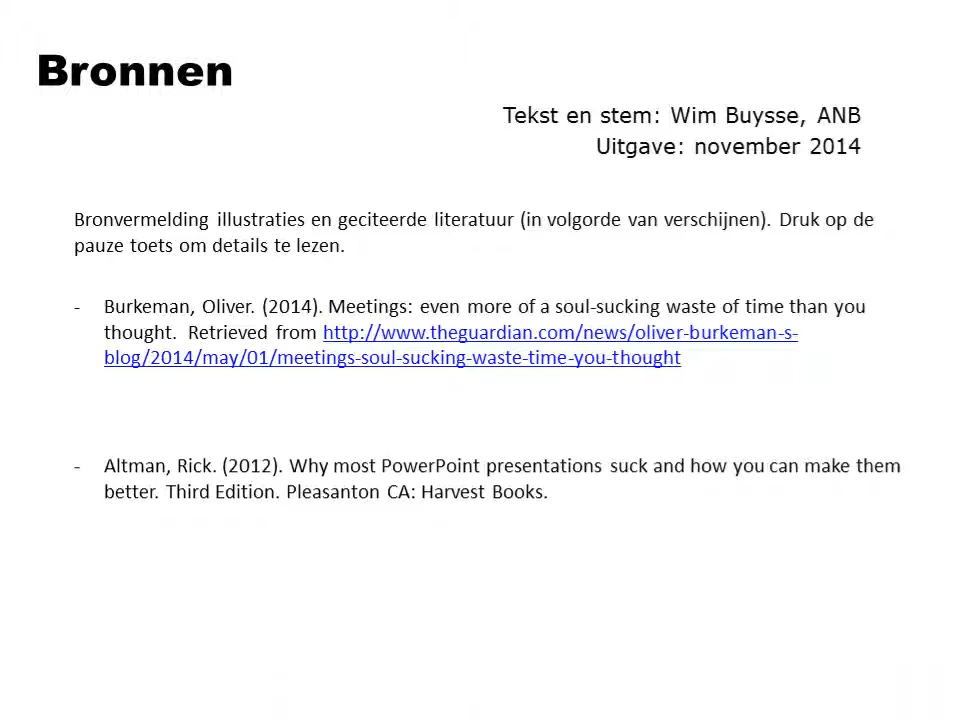 Bronnen
Tekst en stem: Wim Buysse, ANB
Uitgave: november 2014
Bronvermelding illustraties en geciteerde literatuur (in volgorde van verschijnen). Druk op de
pauze toets om details te lezen.
- Burkeman, Oliver. (2014). Meetings: even more of a soul-sucking waste of time than you
thought. Retrieved from http://www.theguardian.com/news/oliver-burkeman-s-
blog/2014/may/01/meetings-soul-sucking-waste-time-you-thought
- Altman, Rick. (2012). Why most PowerPoint presentations suck and how you can make them
better. Third Edition. Pleasanton CA: Harvest Books.